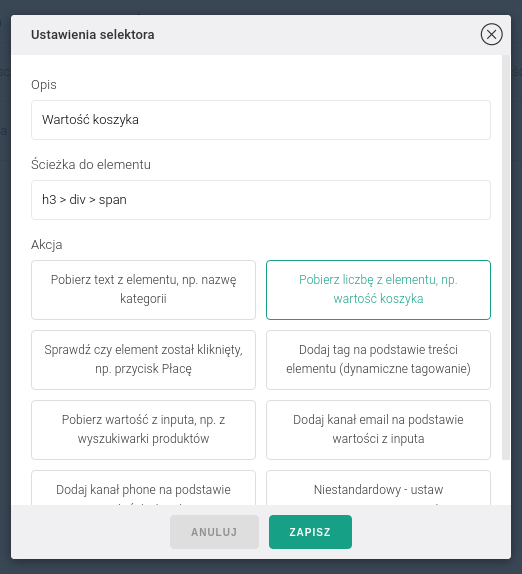 Ustawienia selektora
Opis
Wartość koszyka
Ścieżka do elementu
h3 > div > span
Akcja
Pobierz text z elementu, np. nazwę
kategorii
Pobierz liczbę z elementu, np.
wartość koszyka
Sprawdź czy element został kliknięty,
np. przycisk Płacę
Dodaj tag na podstawie treści
elementu (dynamiczne tagowanie)
Pobierz wartość z inputa, np. z
wyszukiwarki produktów
Dodaj kanał email na podstawie
wartości z inputa
Dodaj kanał phone na podstawie
Niestandardowy - ustaw
ANULUJ
ZAPISZ